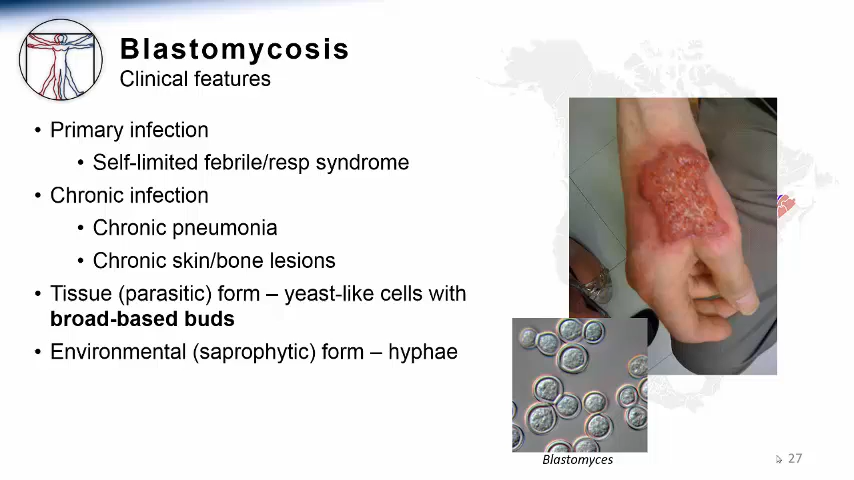 Blastomycosis
Clinical features
• Primary infection
• Self-limited febrile/resp syndrome
• Chronic infection
• Chronic pneumonia
• Chronic skin/bone lesions
• Tissue (parasitic) form – yeast-like cells with
broad-based buds
• Environmental (saprophytic) form – hyphae
Blastomyces
27